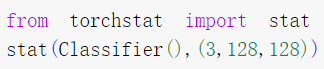 from torchstat import stat
stat(Classifier(),(3,128,128))